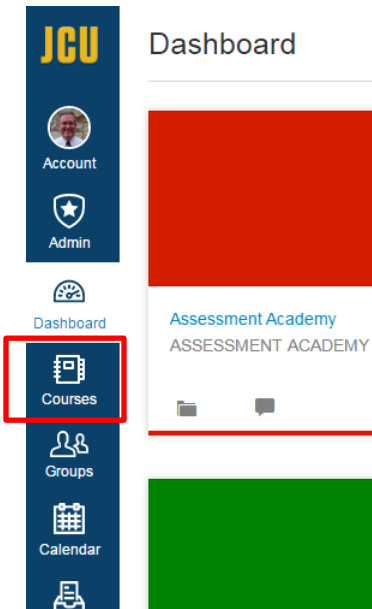 JCU
Dashboard
Account
Admin
Dashboard
Assessment Academy
ASSESSMENT ACADEMY
Courses
Groups
Calendar